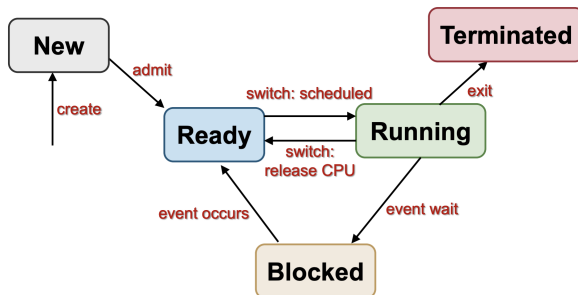 New
Terminated
admit
switch: scheduled
create
exit
Ready
Running
switch:
release CPU
event occurs
event wait
Blocked